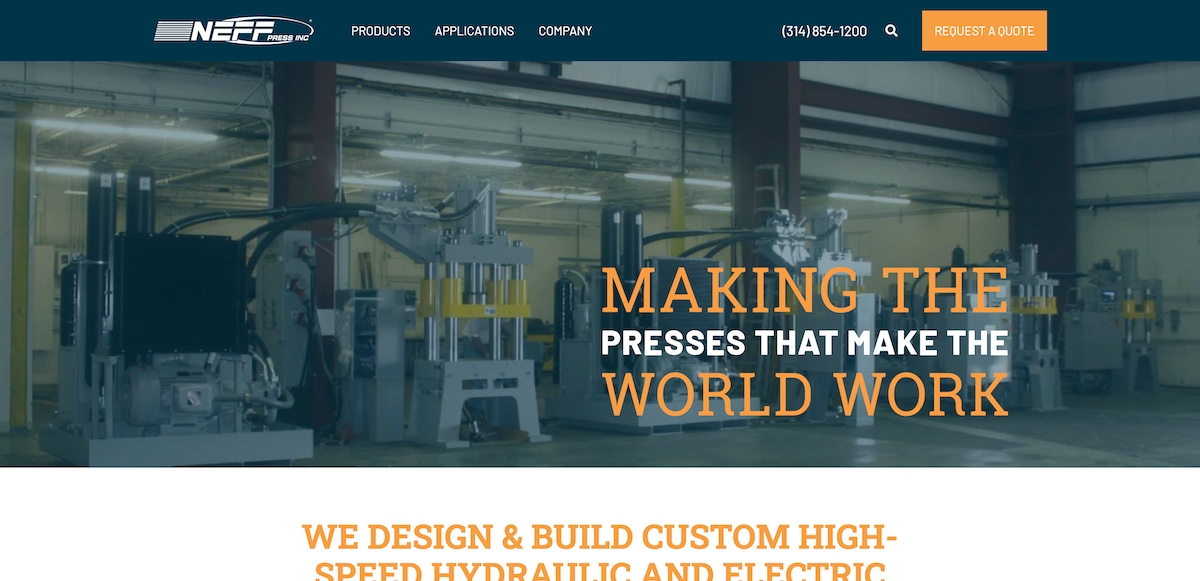 NEFF
PRESS INC
PRODUCTS APPLICATIONS COMPANY (314) 854-1200 REQUEST A QUOTE
MAKING THE
PRESSES THAT MAKE THE
WORLD WORK
WE DESIGN & BUILD CUSTOM HIGH-
SPEED HYDRAULIC AND ELECTRIC